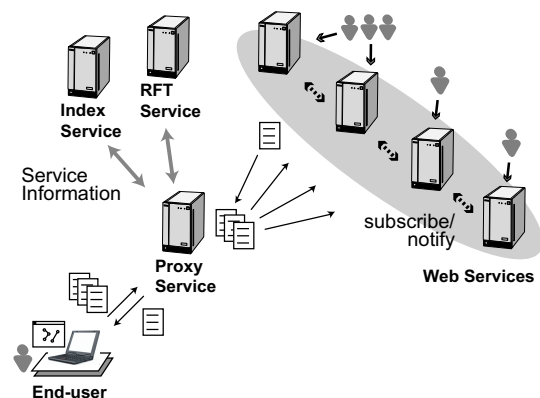 Index
Service
RFT
Service
Service
Information
Proxy
Service
subscribe/
notify
Web Services
End-user